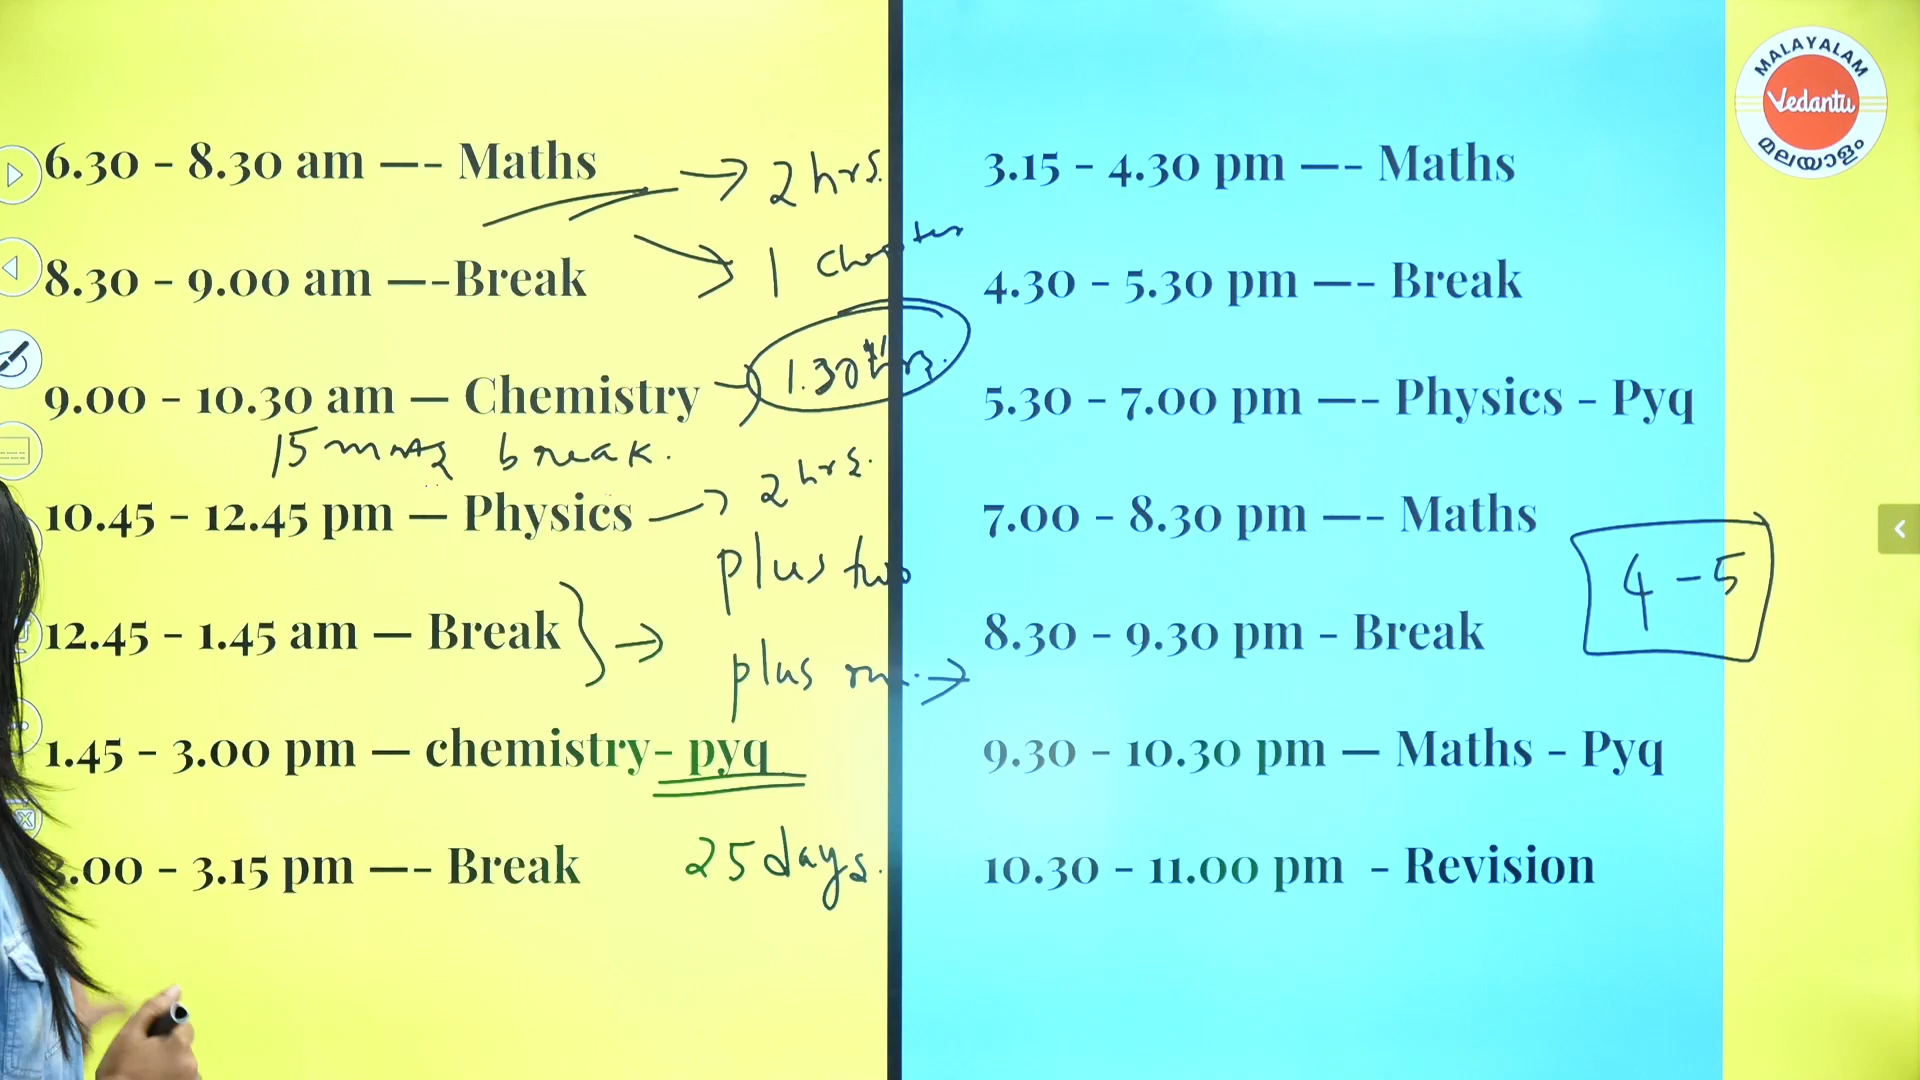 6.30 - 8.30 am —- Maths
→ 2 hrs.
→ 1 chapter
8.30 - 9.00 am —-Break
9.00 - 10.30 am — Chemistry
1.30 hrs.
15 mins break.
10.45 - 12.45 pm — Physics
→ 2 hrs.
plus two
12.45 - 1.45 am — Break
plus
1.45 - 3.00 pm — chemistry- pyq
.00 - 3.15 pm —- Break
25 days.
3.15 - 4.30 pm —- Maths
4.30 - 5.30 pm —- Break
5.30 - 7.00 pm —- Physics - Pyq
7.00 - 8.30 pm —- Maths
4 - 5
8.30 - 9.30 pm - Break
9.30 - 10.30 pm — Maths - Pyq
10.30 - 11.00 pm - Revision
MALAYALAM
Vedantu
മലയാളം